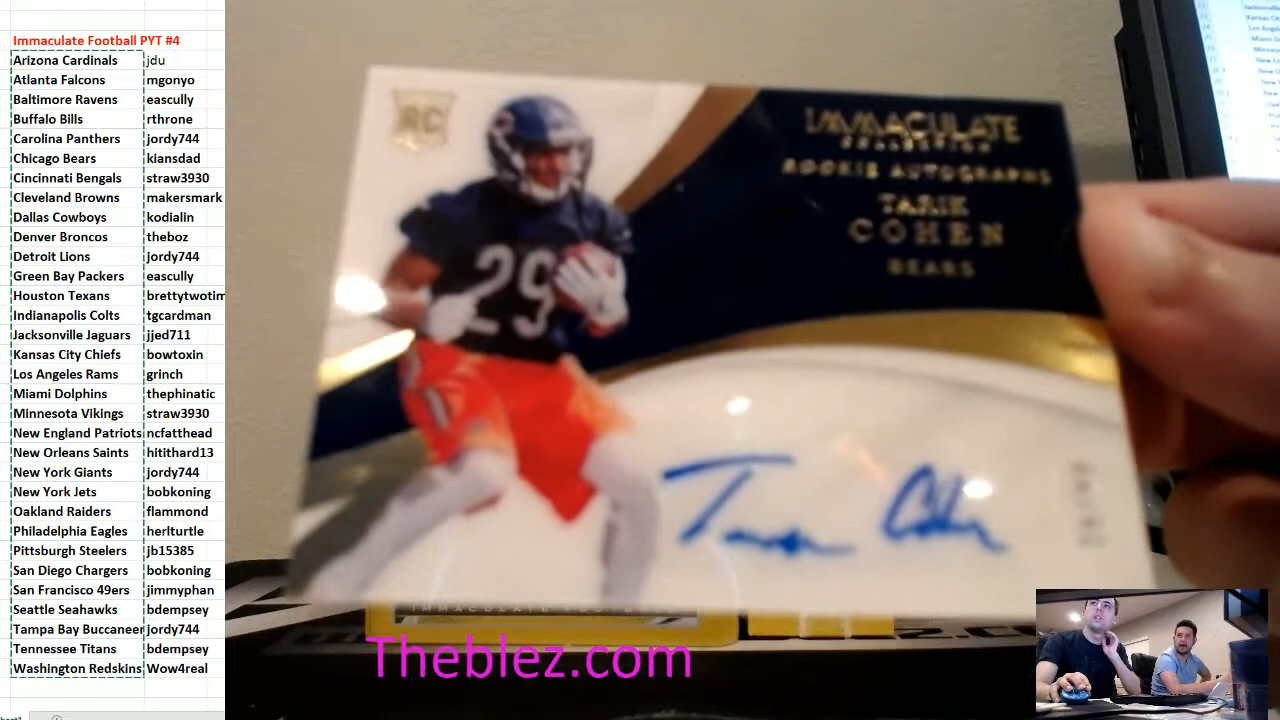 Immaculate Football PYT #4
Arizona Cardinals jdu
Atlanta Falcons mgonyo
Baltimore Ravens eascully
Buffalo Bills rthrone
Carolina Panthers jordy744
Chicago Bears kiansdad
Cincinnati Bengals straw3930
Cleveland Browns makersmark
Dallas Cowboys kodialin
Denver Broncos theboz
Detroit Lions jordy744
Green Bay Packers eascully
Houston Texans brettytwotim
Indianapolis Colts tgcardman
Jacksonville Jaguars jjed711
Kansas City Chiefs bowtoxin
Los Angeles Rams grinch
Miami Dolphins thephinatic
Minnesota Vikings straw3930
New England Patriots ncfatthead
New Orleans Saints hitithard13
New York Giants jordy744
New York Jets bobkoning
Oakland Raiders flammond
Philadelphia Eagles herlturtle
Pittsburgh Steelers jb15385
San Diego Chargers bobkoning
San Francisco 49ers jimmyphan
Seattle Seahawks bdempsey
Tampa Bay Buccaneer jordy744
Tennessee Titans bdempsey
Washington Redskins Wow4real
RC
IMMACULATE
COLLECTION
ROOKIE AUTOGRAPHS
TARIK
COHEN
BEARS
29
Theblez.com